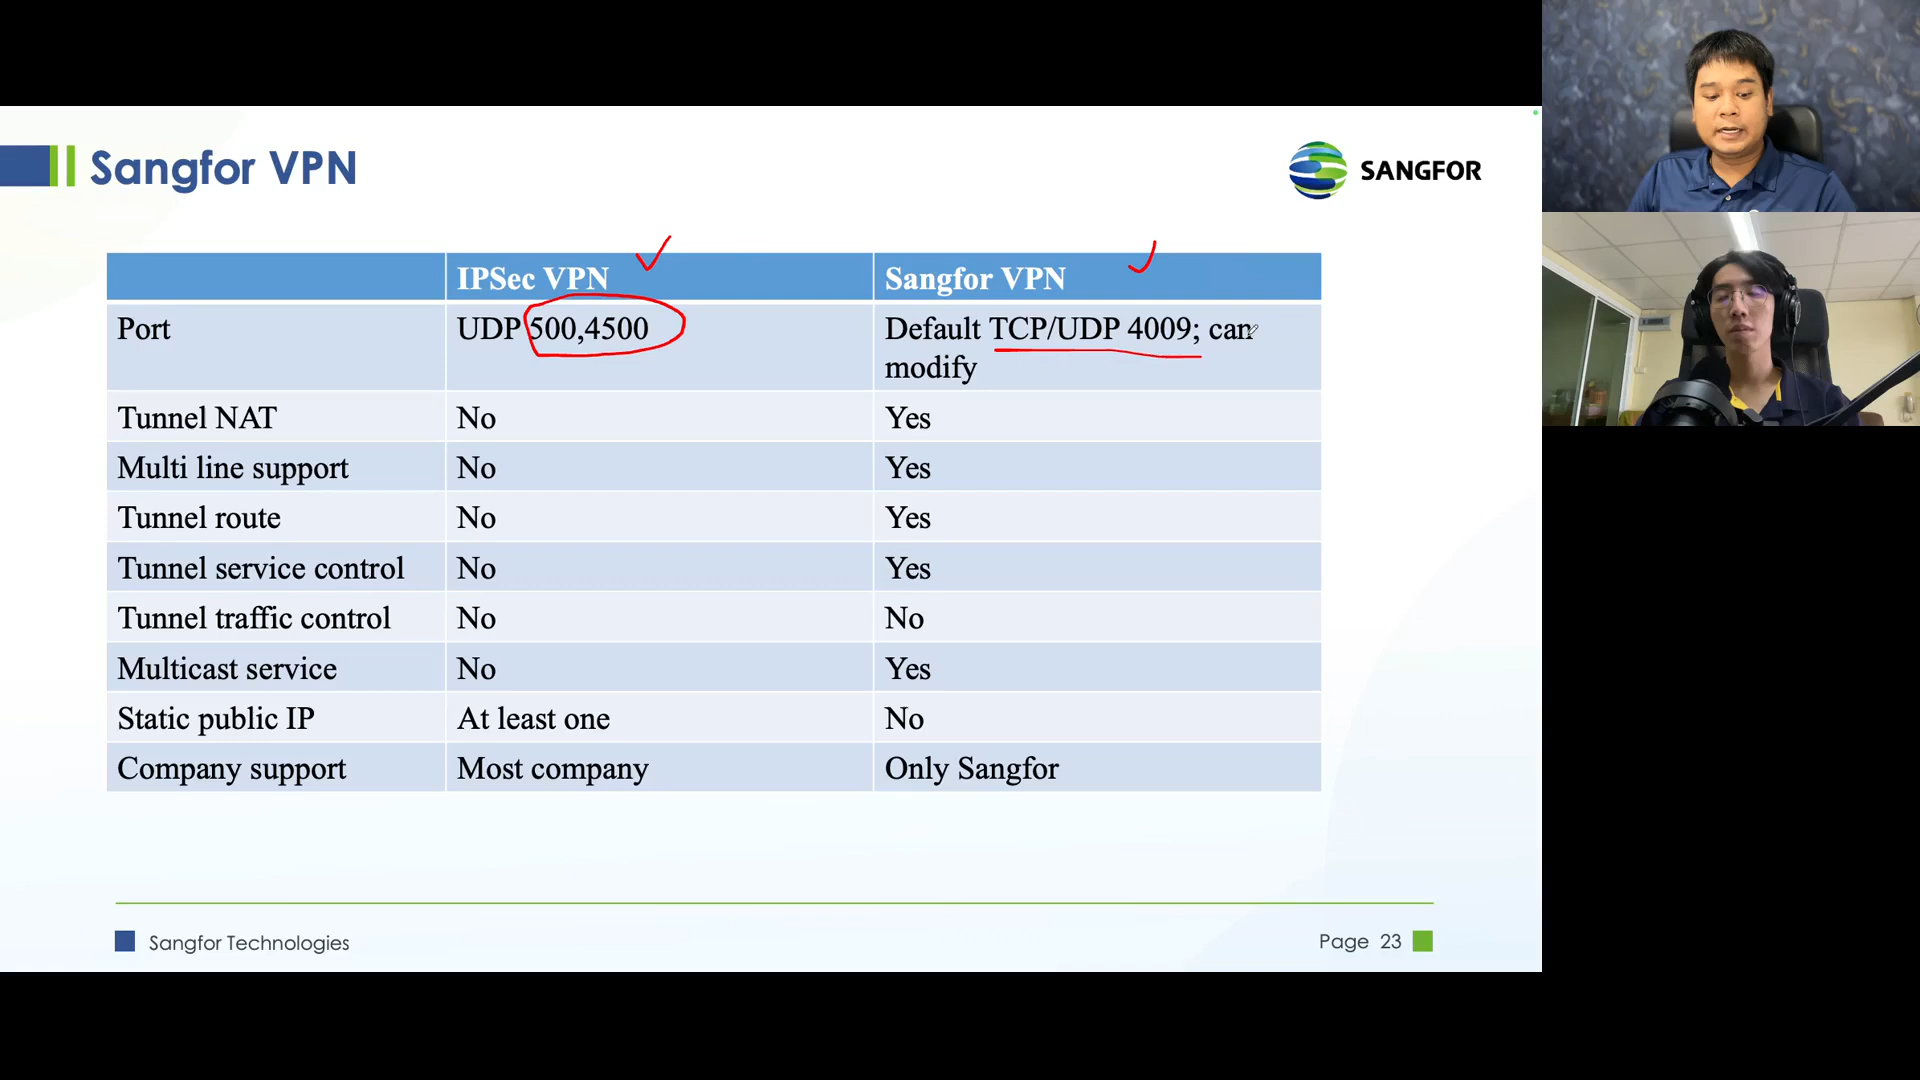 Sangfor VPN
SANGFOR
IPSec VPN Sangfor VPN
Port UDP 500,4500 Default TCP/UDP 4009; can
modify
Tunnel NAT No Yes
Multi line support No Yes
Tunnel route No Yes
Tunnel service control No Yes
Tunnel traffic control No No
Multicast service No Yes
Static public IP At least one No
Company support Most company Only Sangfor
Sangfor Technologies Page 23